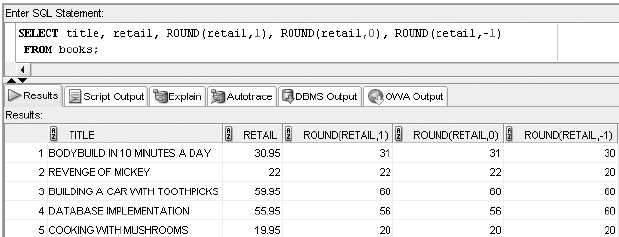 Enter SQL Statement:
SELECT title, retail, ROUND(retail,1), ROUND(retail,0), ROUND(retail,-1)
FROM books;
Results Script Output Explain Autotrace DBMS Output OWA Output
Results:
TITLE RETAIL ROUND(RETAIL,1) ROUND(RETAIL,0) ROUND(RETAIL,-1)
1 BODYBUILD IN 10 MINUTES A DAY 30.95 31 31 30
2 REVENGE OF MICKEY 22 22 22 20
3 BUILDING A CAR WITH TOOTHPICKS 59.95 60 60 60
4 DATABASE IMPLEMENTATION 55.95 56 56 60
5 COOKING WITH MUSHROOMS 19.95 20 20 20